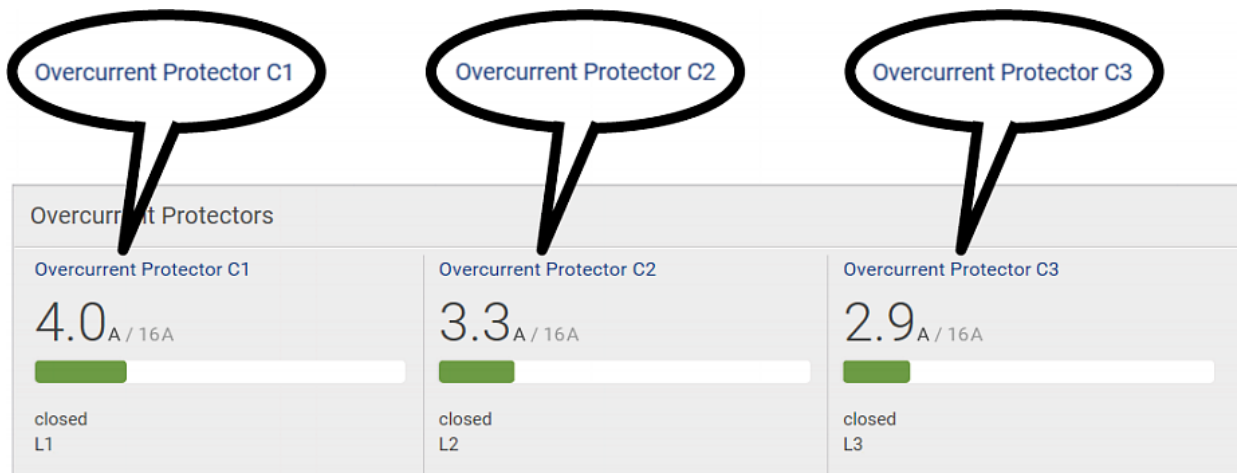 Overcurrent Protector C1
Overcurrent Protector C2
Overcurrent Protector C3
Overcurrent Protectors
Overcurrent Protector C1
4.0A / 16A
closed
L1
Overcurrent Protector C2
3.3A / 16A
closed
L2
Overcurrent Protector C3
2.9A / 16A
closed
L3